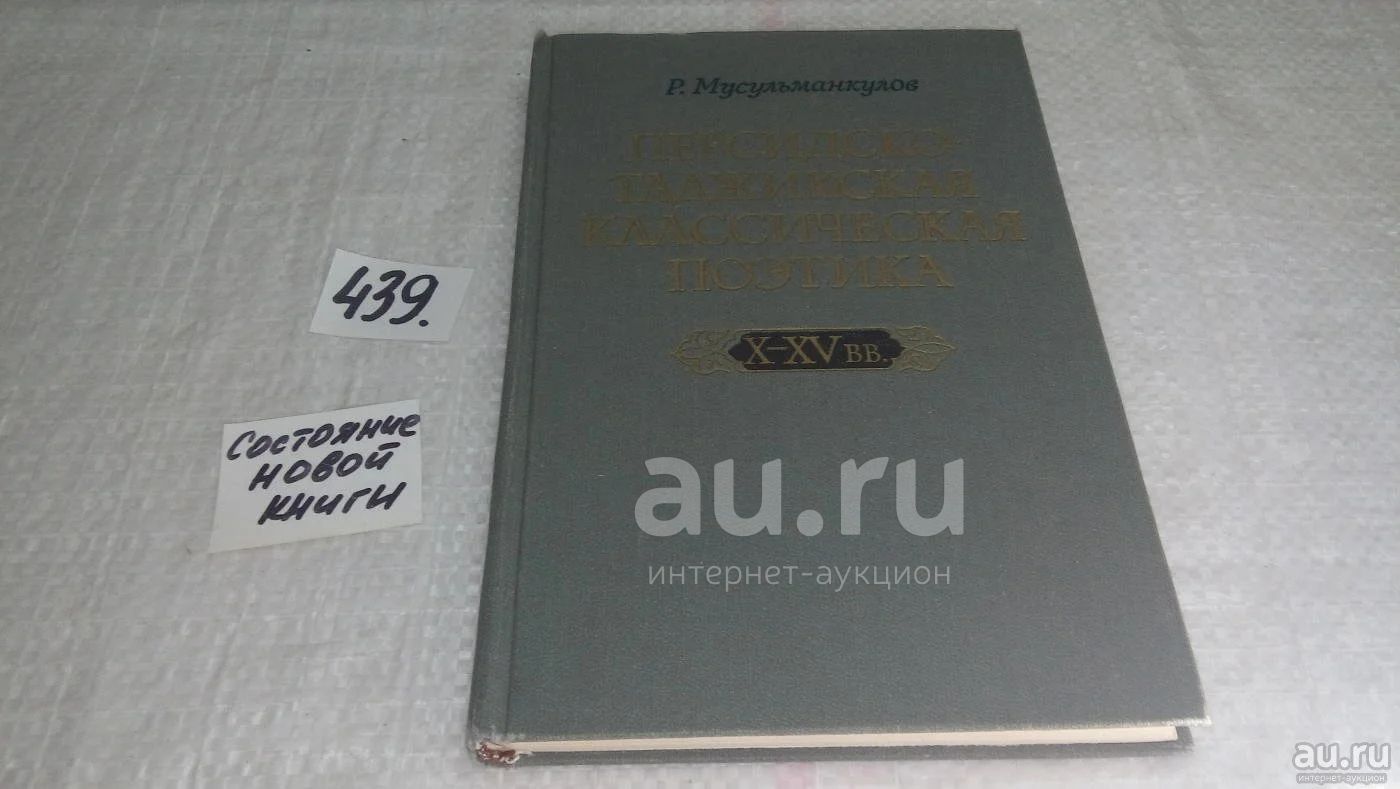 Р. Мусульманкулов
ПЕРСИДСКО-
ТАДЖИКСКАЯ
КЛАССИЧЕСКАЯ
ПОЭТИКА
X–XV ВВ.
439.
Состояние
новой
книги
au.ru
интернет-аукцион
au.ru
интернет-аукцион